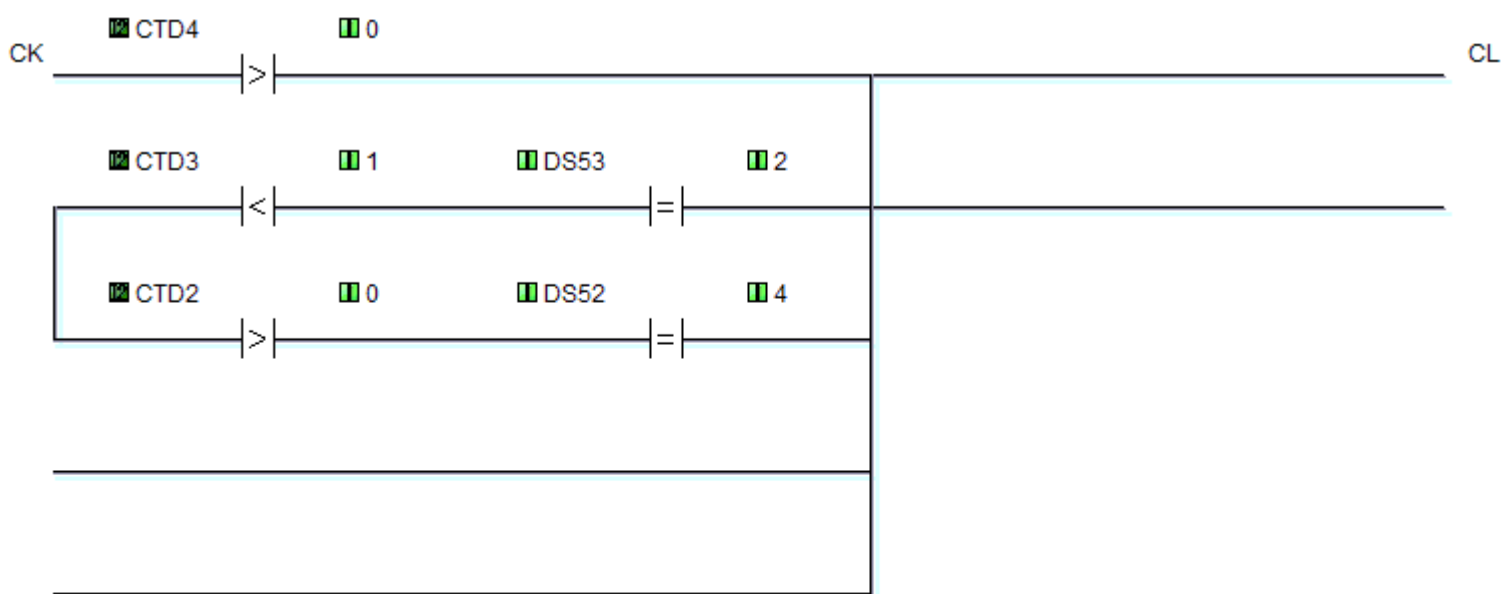 CTD4 0
CK > CL
CTD3 1 DS53 2
< =
CTD2 0 DS52 4
> =